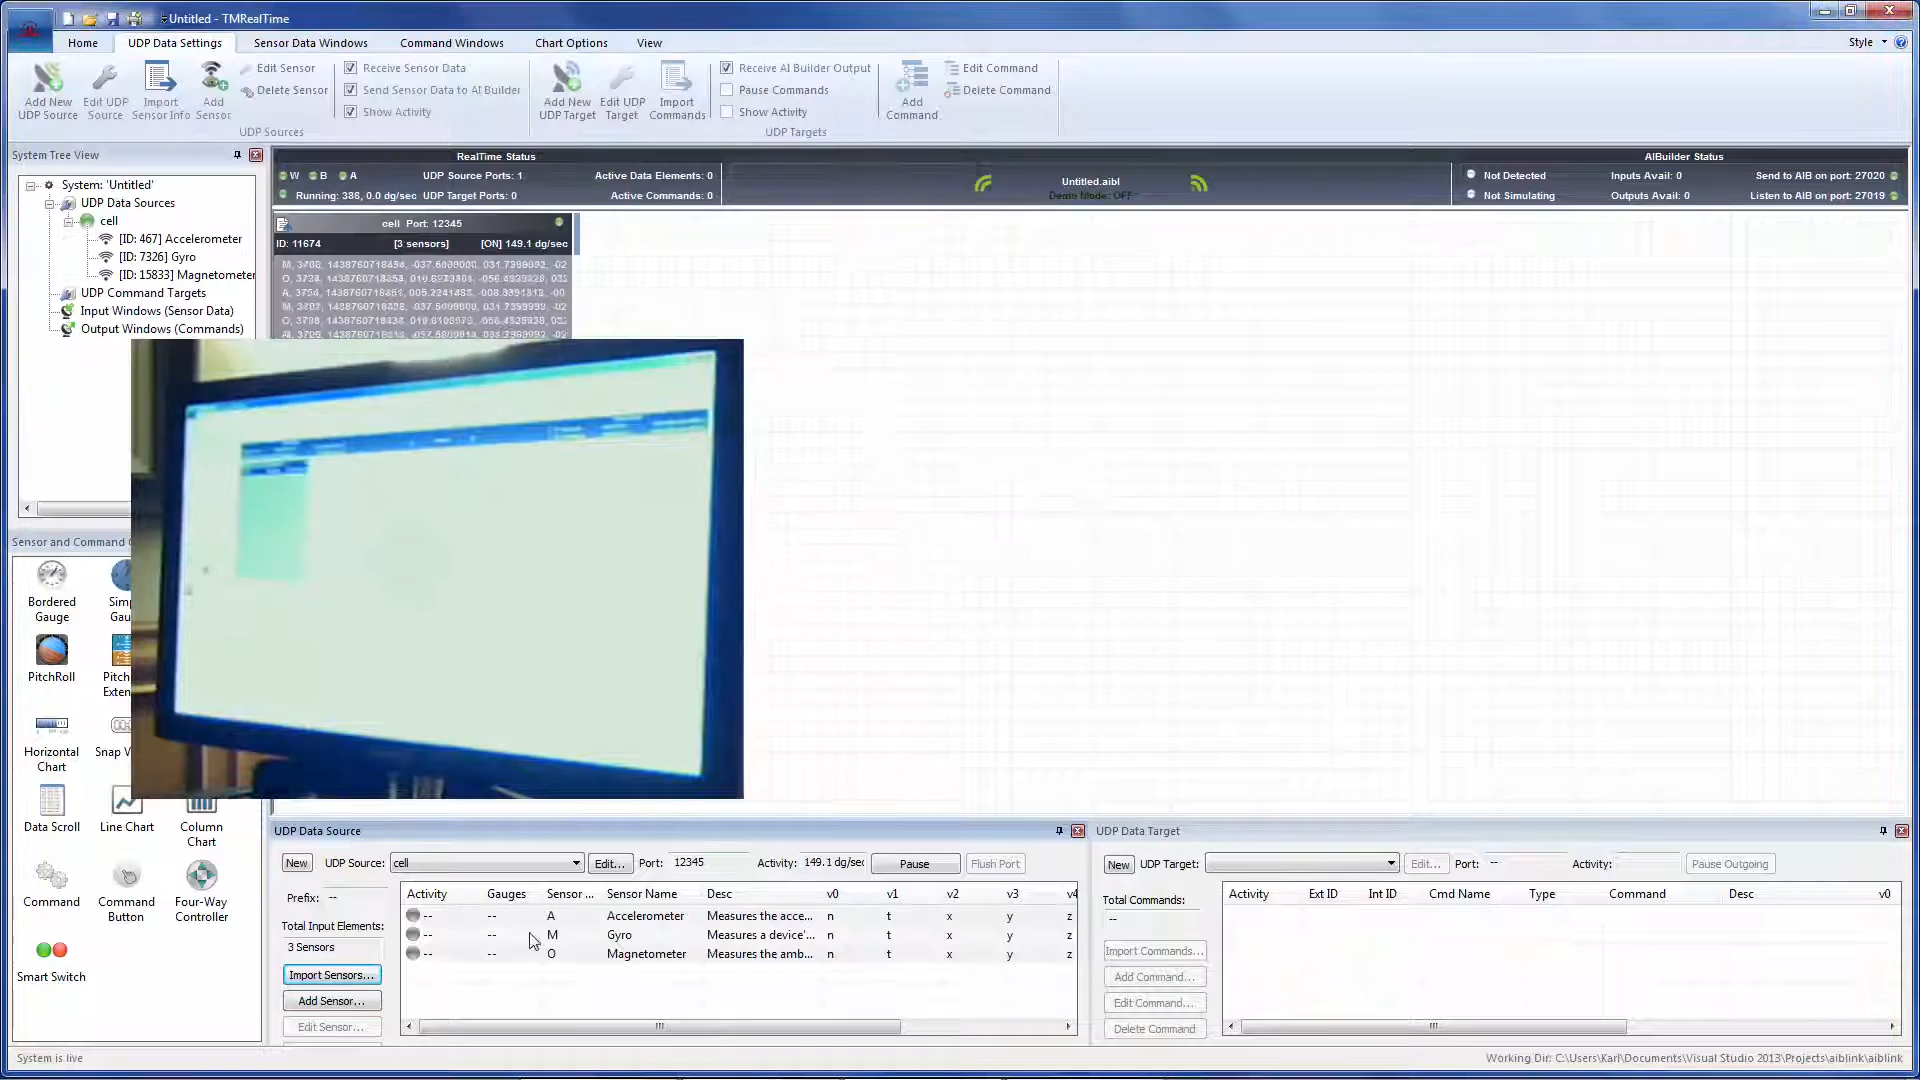 Untitled - TMRealTime
Home
UDP Data Settings
Sensor Data Windows
Command Windows
Chart Options
View
Style
Add New UDP Source
Edit UDP Source
Import Sensor Info
Add Sensor
Edit Sensor
Delete Sensor
Receive Sensor Data
Send Sensor Data to AI Builder
Show Activity
UDP Sources
Add New UDP Target
Edit UDP Target
Import Commands
Receive AI Builder Output
Pause Commands
Show Activity
Add Command
Edit Command
Delete Command
UDP Targets
System Tree View
System: 'Untitled'
UDP Data Sources
cell
[ID: 467] Accelerometer
[ID: 7326] Gyro
[ID: 15833] Magnetometer
UDP Command Targets
Input Windows (Sensor Data)
Output Windows (Commands)
RealTime Status
W B A UDP Source Ports: 1 Active Data Elements: 0
Running: 386, 0.0 dg/sec UDP Target Ports: 0 Active Commands: 0
Untitled.aibl
Demo Mode: OFF
AIBuilder Status
Not Detected Inputs Avail: 0 Send to AIB on port: 27020
Not Simulating Outputs Avail: 0 Listen to AIB on port: 27019
cell Port: 12345
ID: 11674 [3 sensors] [ON] 149.1 dg/sec
Sensor and Command
Bordered Gauge
PitchRoll
Horizontal Chart
Data Scroll
Line Chart
Column Chart
Command
Command Button
Four-Way Controller
Smart Switch
UDP Data Source
New UDP Source: cell Edit... Port: 12345 Activity: 149.1 dg/sec Pause Flush Port
Prefix: --
Total Input Elements:
3 Sensors
Import Sensors...
Add Sensor...
Edit Sensor...
Activity Gauges Sensor ... Sensor Name Desc v0 v1 v2 v3 v4
-- -- A Accelerometer Measures the acce... n t x y z
-- -- M Gyro Measures a device'... n t x y z
-- -- O Magnetometer Measures the amb... n t x y z
UDP Data Target
New UDP Target: Edit... Port: -- Activity: Pause Outgoing
Total Commands:
--
Import Commands...
Add Command...
Edit Command...
Delete Command
Activity Ext ID Int ID Cmd Name Type Command Desc v0
System is live
Working Dir: C:\Users\Karl\Documents\Visual Studio 2013\Projects\aiblink\aiblink